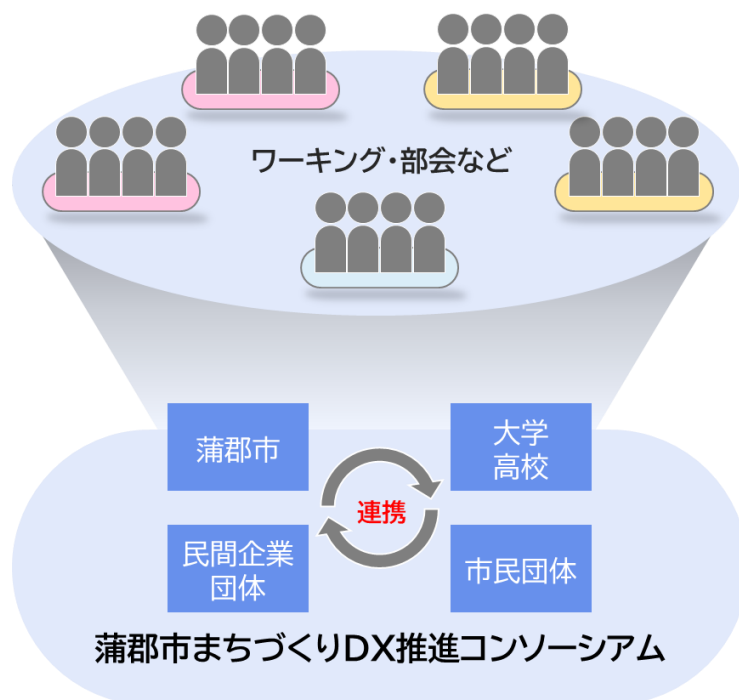 ワーキング・部会など
蒲郡市
大学
高校
連携
民間企業
団体
市民団体
蒲郡市まちづくりDX推進コンソーシアム